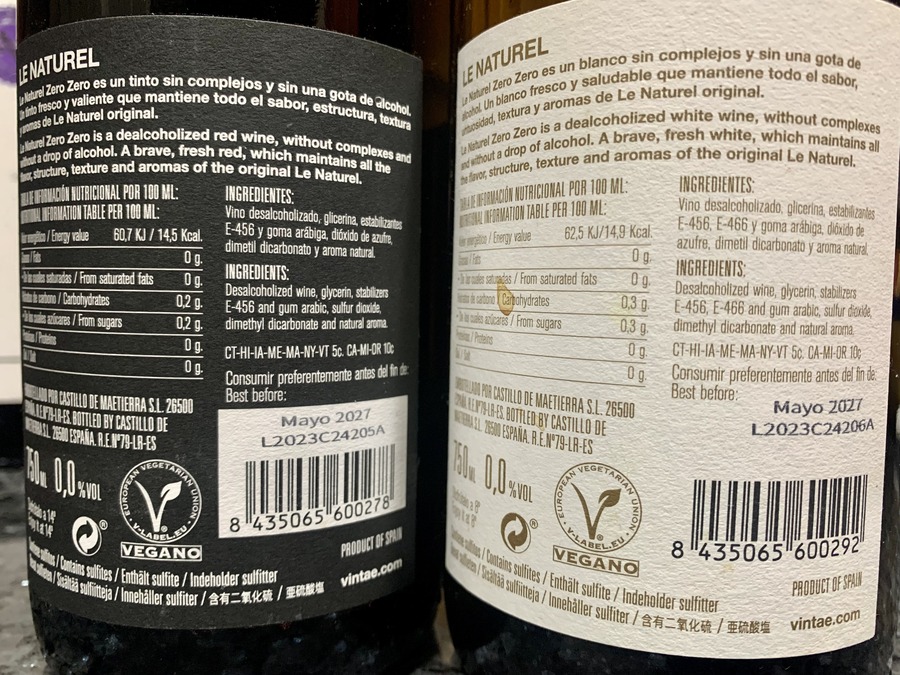 LE NATUREL
Le Naturel Zero Zero es un tinto sin complejos y sin una gota de alcohol.
Un tinto fresco y valiente que mantiene todo el sabor, estructura, textura
y aromas de Le Naturel original.
Le Naturel Zero Zero is a dealcoholized red wine, without complexes and
without a drop of alcohol. A brave, fresh red, which maintains all the
flavor, structure, texture and aromas of the original Le Naturel.
DE INFORMACIÓN NUTRICIONAL POR 100 ML:
NUTRITIONAL INFORMATION TABLE PER 100 ML:
Valor energético / Energy value 60,7 KJ / 14,5 Kcal.
Grasas / Fats 0 g.
De las cuales saturadas / From saturated fats 0 g.
Hidratos de carbono / Carbohydrates 0,2 g.
De los cuales azúcares / From sugars 0,2 g.
Proteínas / Proteins 0 g.
Sal / Salt 0 g.
EMBOTELLADO POR CASTILLO DE MAETIERRA S.L. 26500
ESPAÑA. R.E.Nº79-LR-ES. BOTTLED BY CASTILLO DE
MAETIERRA S.L. 26500 ESPAÑA. R.E. Nº79-LR-ES
750 ML 0,0 %VOL
EUROPEAN VEGETARIAN UNION
V-LABEL.EU
VEGANO
Contiene sulfitos / Contains sulfites / Enthält sulfite / Indeholder sulfitter
sulfieten / Sisältää sulfiitteja / Innehåller sulfiter / 含有二氧化硫 / 亚硫酸塩
INGREDIENTES:
Vino desalcoholizado, glicerina, estabilizantes
E-456 y goma arábiga, dióxido de azufre,
dimetil dicarbonato y aroma natural.
INGREDIENTS:
Desalcoholized wine, glycerin, stabilizers
E-456 and gum arabic, sulfur dioxide,
dimethyl dicarbonate and natural aroma.
CT-HI-IA-ME-MA-NY-VT 5c. CA-MI-OR 10c
Consumir preferentemente antes del fin de:
Best before:
Mayo 2027
L2023C24205A
8 435065 600278
PRODUCT OF SPAIN
vintae.com
LE NATUREL
Le Naturel Zero Zero es un blanco sin complejos y sin una gota de
alcohol. Un blanco fresco y saludable que mantiene todo el sabor,
untuosidad, textura y aromas de Le Naturel original.
Le Naturel Zero Zero is a dealcoholized white wine, without complexes
and without a drop of alcohol. A brave, fresh white, which maintains all
the flavor, structure, texture and aromas of the original Le Naturel.
DE INFORMACIÓN NUTRICIONAL POR 100 ML:
NUTRITIONAL INFORMATION TABLE PER 100 ML:
Valor energético / Energy value 62,5 KJ/14,9 Kcal.
Grasas / Fats 0 g.
De las cuales saturadas / From saturated fats 0 g.
Hidratos de carbono / Carbohydrates 0,3 g.
De los cuales azúcares / From sugars 0,3 g.
Proteínas / Proteins 0 g.
Sal / Salt 0 g.
EMBOTELLADO POR CASTILLO DE MAETIERRA S.L. 26500
ESPAÑA. R.E.Nº79-LR-ES. BOTTLED BY CASTILLO DE
MAETIERRA S.L. 26500 ESPAÑA. R.E. Nº79-LR-ES
750 ML 0,0 %VOL
EUROPEAN VEGETARIAN UNION
V-LABEL.EU
VEGANO
Contiene sulfitos / Contains sulfites / Enthält sulfite / Indeholder sulfitter
sulfieten / Sisältää sulfiitteja / Innehåller sulfiter / 含有二氧化硫 / 亚硫酸塩
INGREDIENTES:
Vino desalcoholizado, glicerina, estabilizantes
E-456, E-466 y goma arábiga, dióxido de
azufre, dimetil dicarbonato y aroma natural.
INGREDIENTS:
Desalcoholized wine, glycerin, stabilizers
E-456, E-466 and gum arabic, sulfur dioxide,
dimethyl dicarbonate and natural aroma.
CT-HI-IA-ME-MA-NY-VT 5c. CA-MI-OR 10c
Consumir preferentemente antes del fin de:
Best before:
Mayo 2027
L2023C24206A
8 435065 600292
PRODUCT OF SPAIN
vintae.com